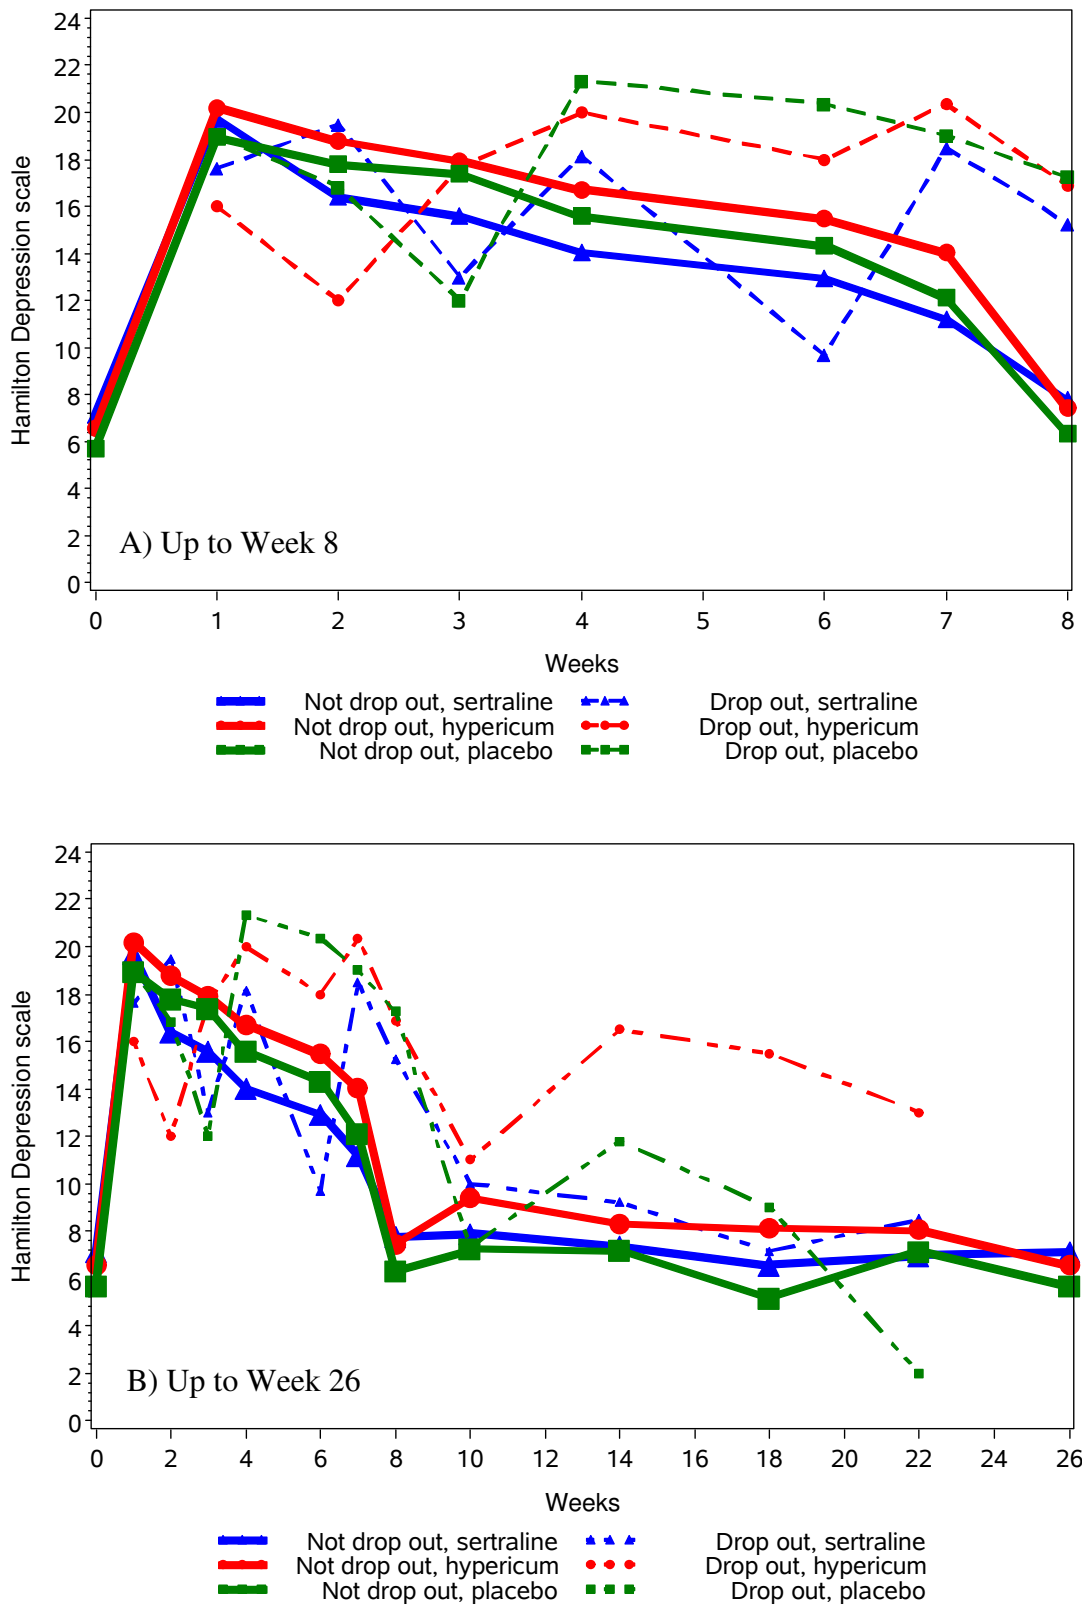 24
22
20
18
16
14
12
10
8
6
4
2
0
Hamilton Depression scale
A) Up to Week 8
0 1 2 3 4 5 6 7 8
Weeks
Not drop out, sertraline Drop out, sertraline
Not drop out, hypericum Drop out, hypericum
Not drop out, placebo Drop out, placebo
24
22
20
18
16
14
12
10
8
6
4
2
0
Hamilton Depression scale
B) Up to Week 26
0 2 4 6 8 10 12 14 16 18 20 22 24 26
Weeks
Not drop out, sertraline Drop out, sertraline
Not drop out, hypericum Drop out, hypericum
Not drop out, placebo Drop out, placebo